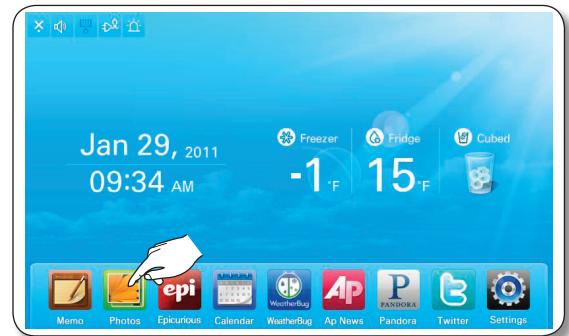 Jan 29, 2011
09:34 AM
Freezer
-1 °F
Fridge
15 °F
Cubed
epi
WeatherBug
AP
P
PANDORA
Memo
Photos
Epicurious
Calendar
WeatherBug
Ap News
Pandora
Twitter
Settings